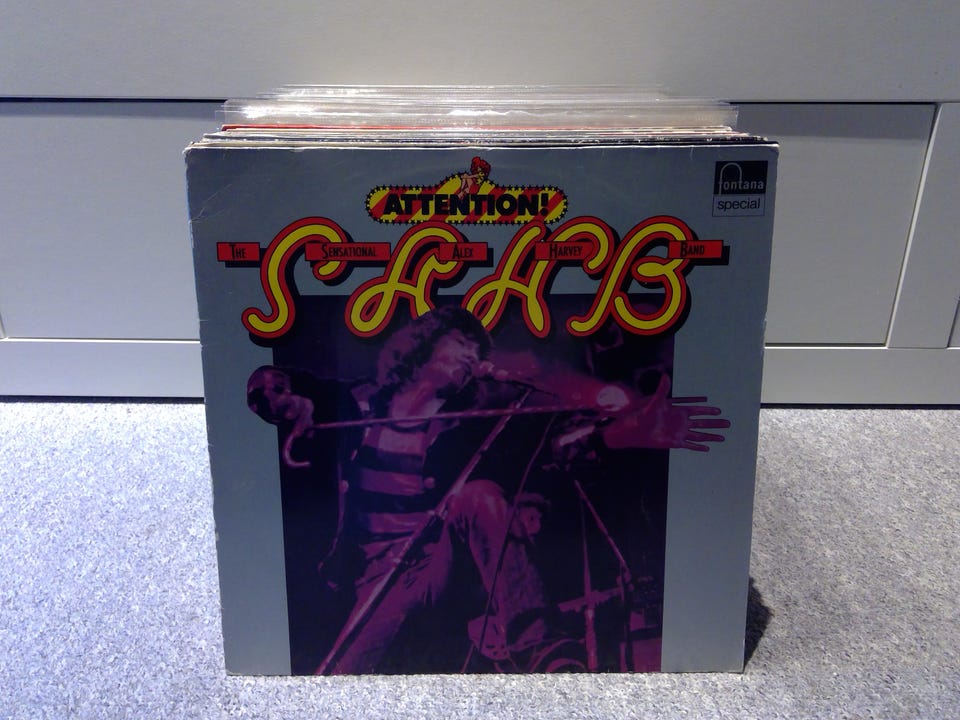 ATTENTION!
fontana
special
THE SENSATIONAL ALEX HARVEY BAND
SAHB